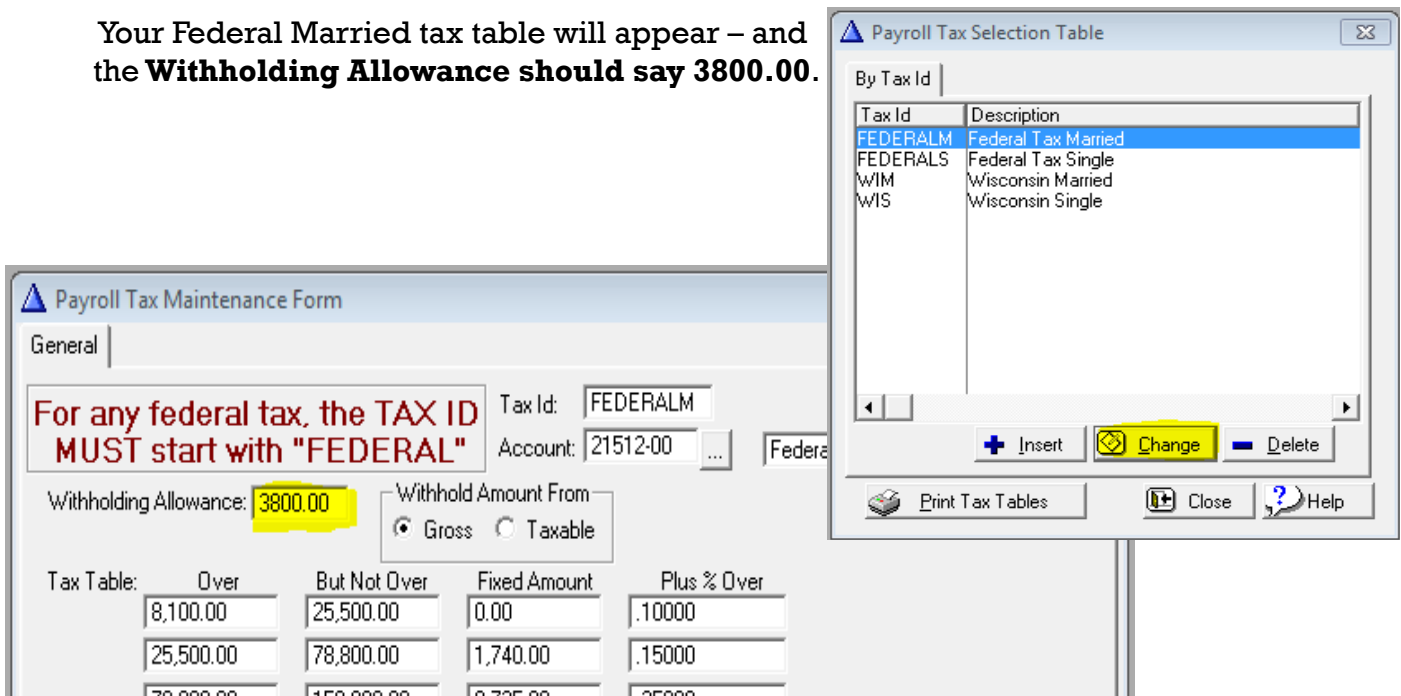 Your Federal Married tax table will appear – and
the Withholding Allowance should say 3800.00.
Payroll Tax Selection Table
By Tax Id
Tax Id Description
FEDERALM Federal Tax Married
FEDERALS Federal Tax Single
WIM Wisconsin Married
WIS Wisconsin Single
Insert Change Delete
Print Tax Tables Close Help
Payroll Tax Maintenance Form
General
For any federal tax, the TAX ID
MUST start with "FEDERAL"
Tax Id: FEDERALM
Account: 21512-00 ... Federa
Withholding Allowance: 3800.00
Withhold Amount From
Gross Taxable
Tax Table: Over But Not Over Fixed Amount Plus % Over
8,100.00 25,500.00 0.00 .10000
25,500.00 78,800.00 1,740.00 .15000